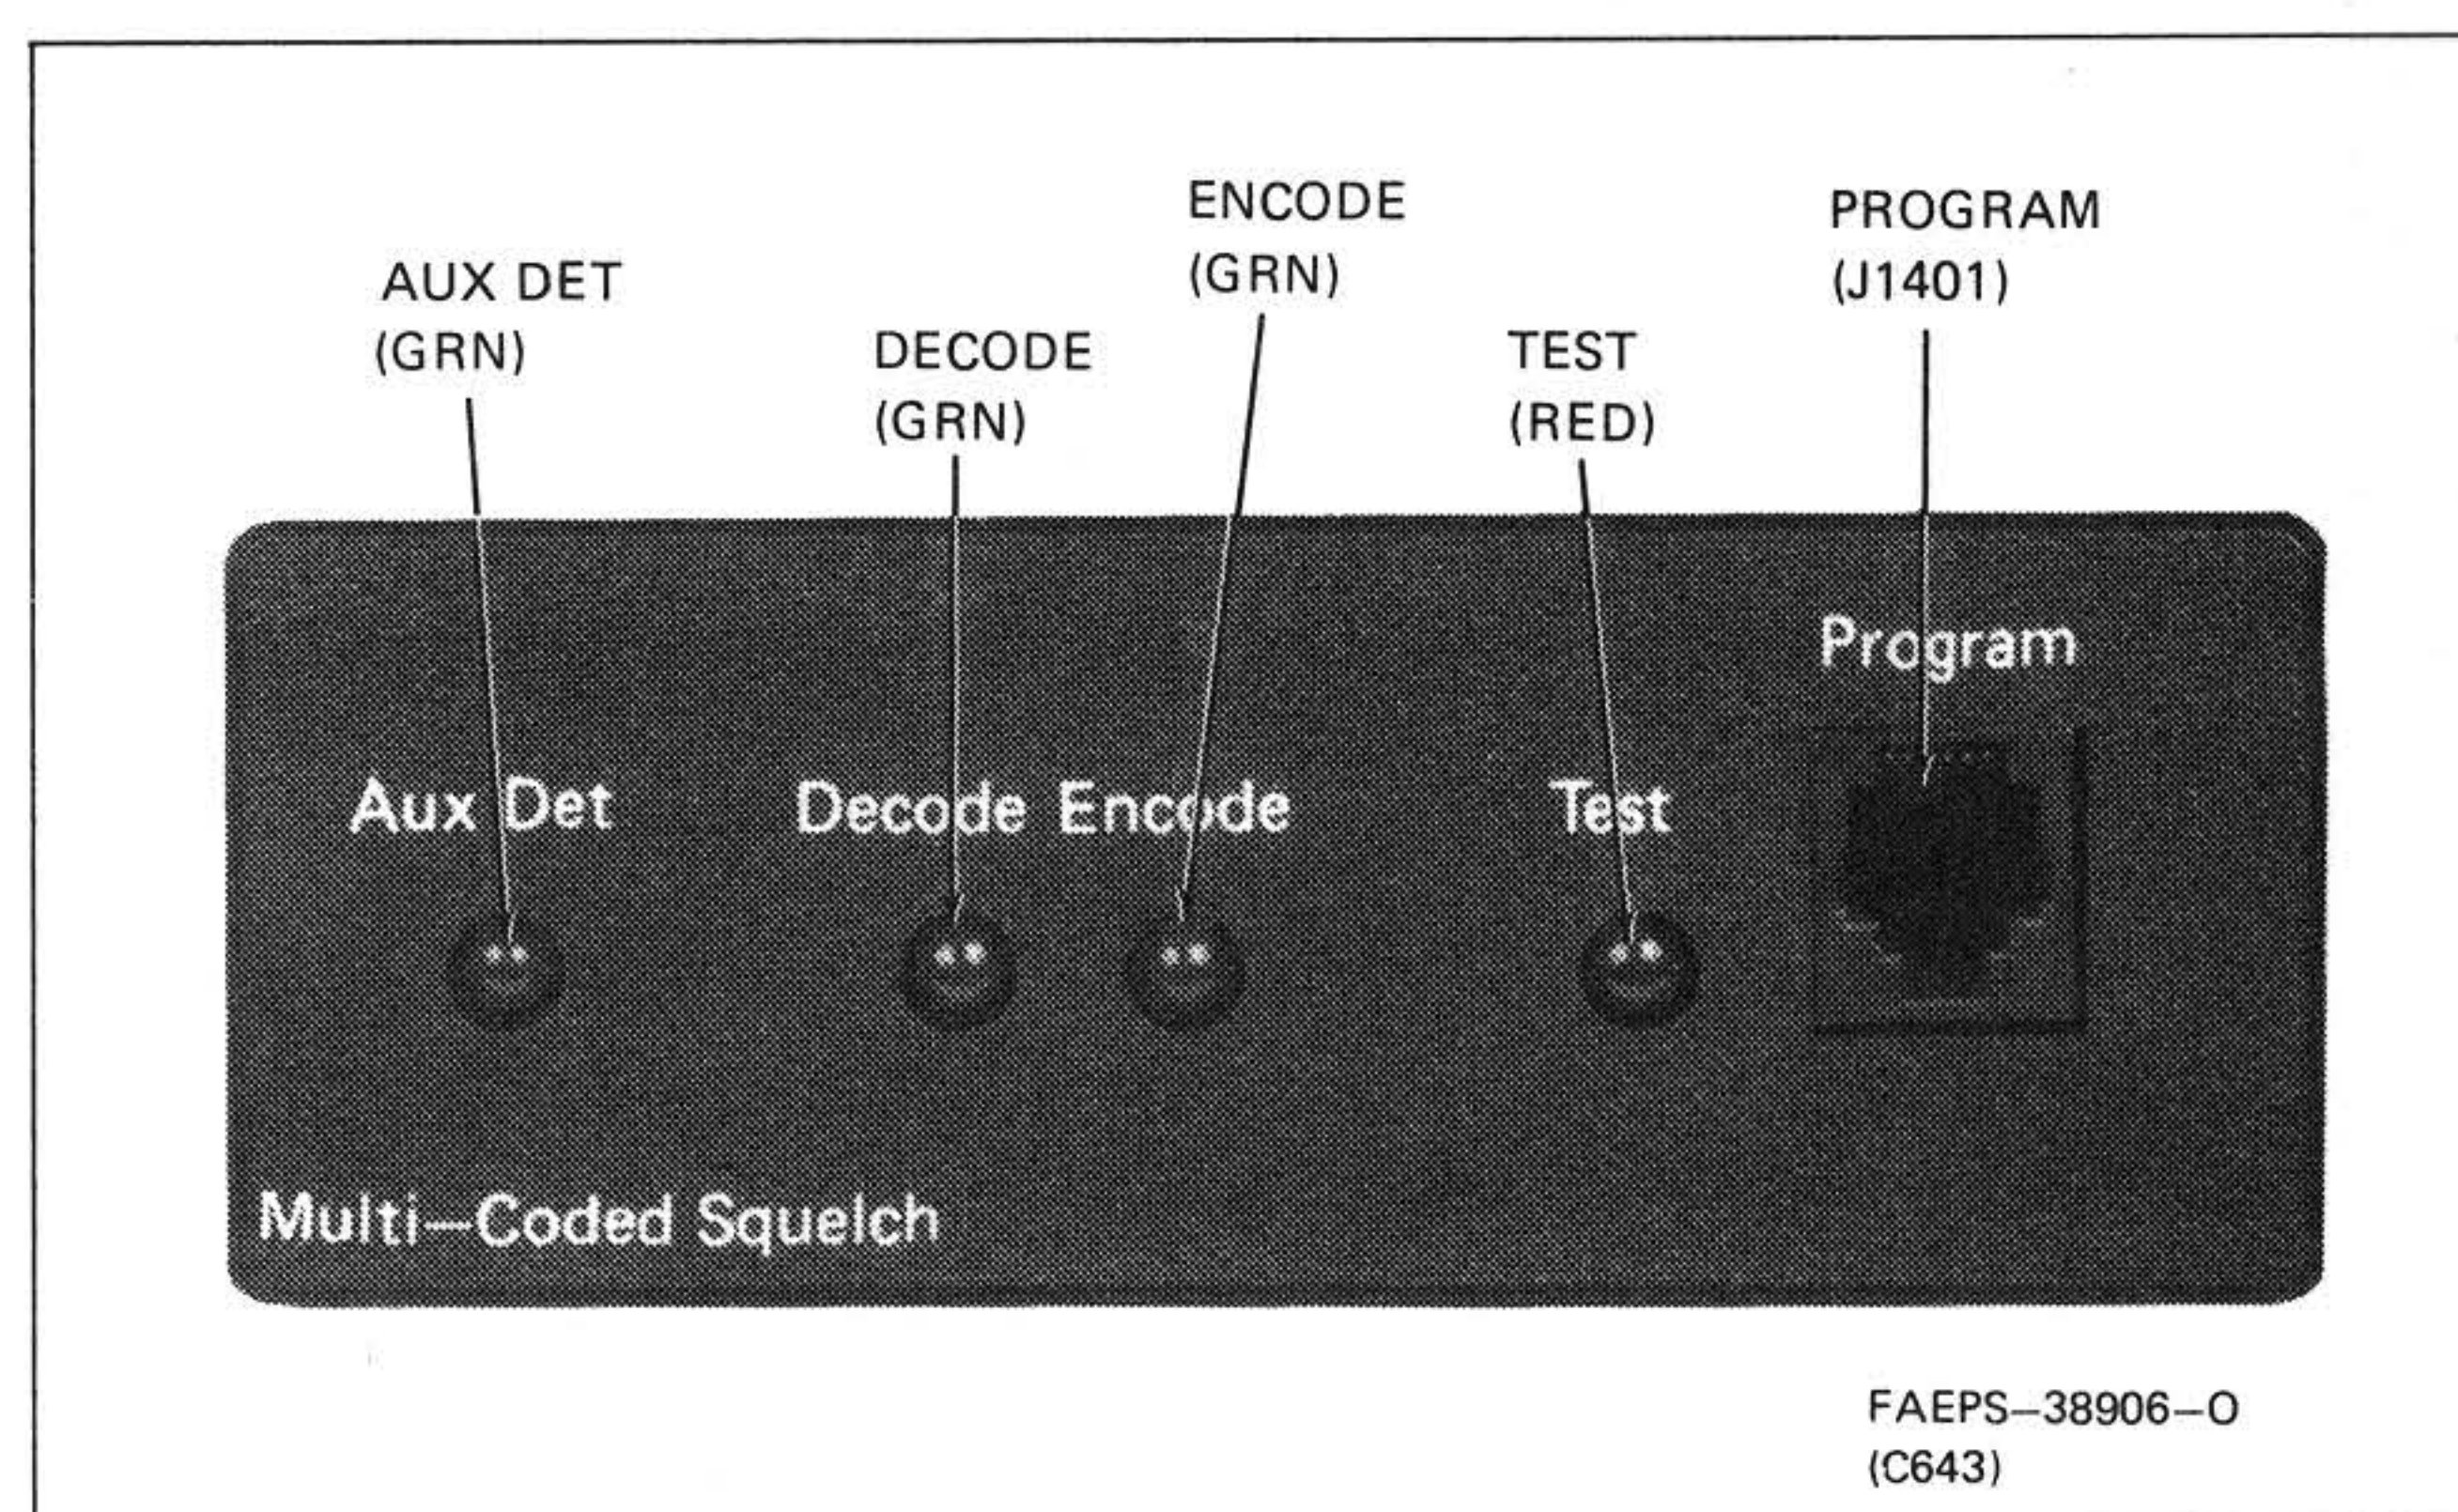 AUX DET
(GRN)
DECODE
(GRN)
ENCODE
(GRN)
TEST
(RED)
PROGRAM
(J1401)
Program
Aux Det
Decode Encode
Test
Multi-Coded Squelch
FAEPS-38906-O
(C643)